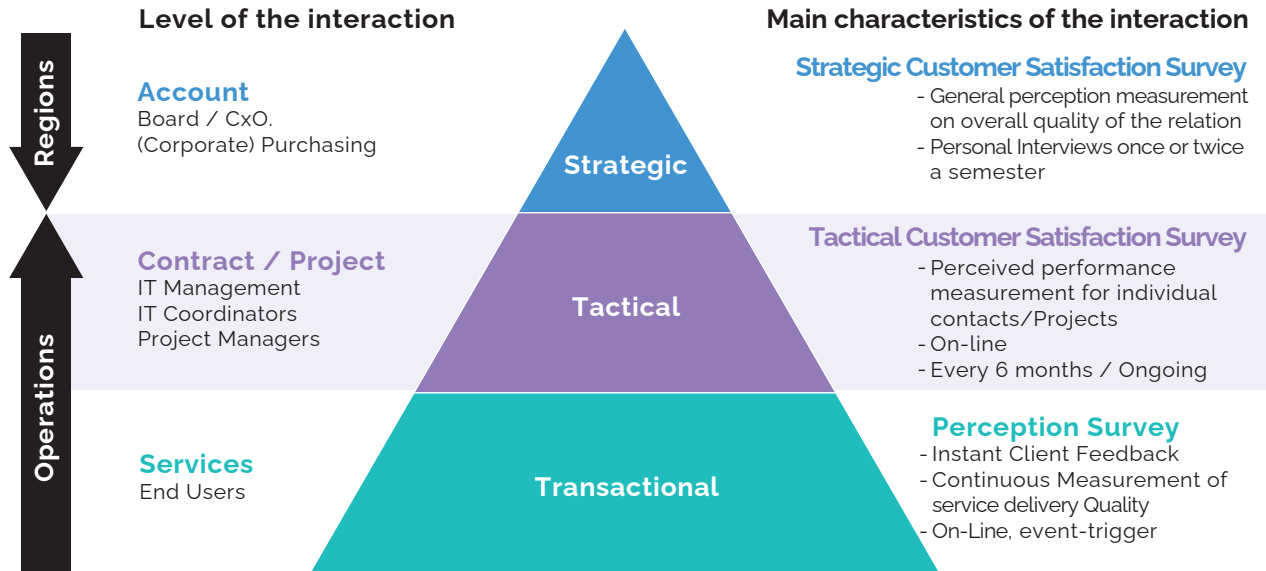 Level of the interaction
Main characteristics of the interaction
Regions
Account
Board / CxO.
(Corporate) Purchasing
Strategic
Strategic Customer Satisfaction Survey
- General perception measurement
on overall quality of the relation
- Personal Interviews once or twice
a semester
Operations
Contract / Project
IT Management
IT Coordinators
Project Managers
Tactical
Tactical Customer Satisfaction Survey
- Perceived performance
measurement for individual
contacts/Projects
- On-line
- Every 6 months / Ongoing
Services
End Users
Transactional
Perception Survey
- Instant Client Feedback
- Continuous Measurement of
service delivery Quality
- On-Line, event-trigger